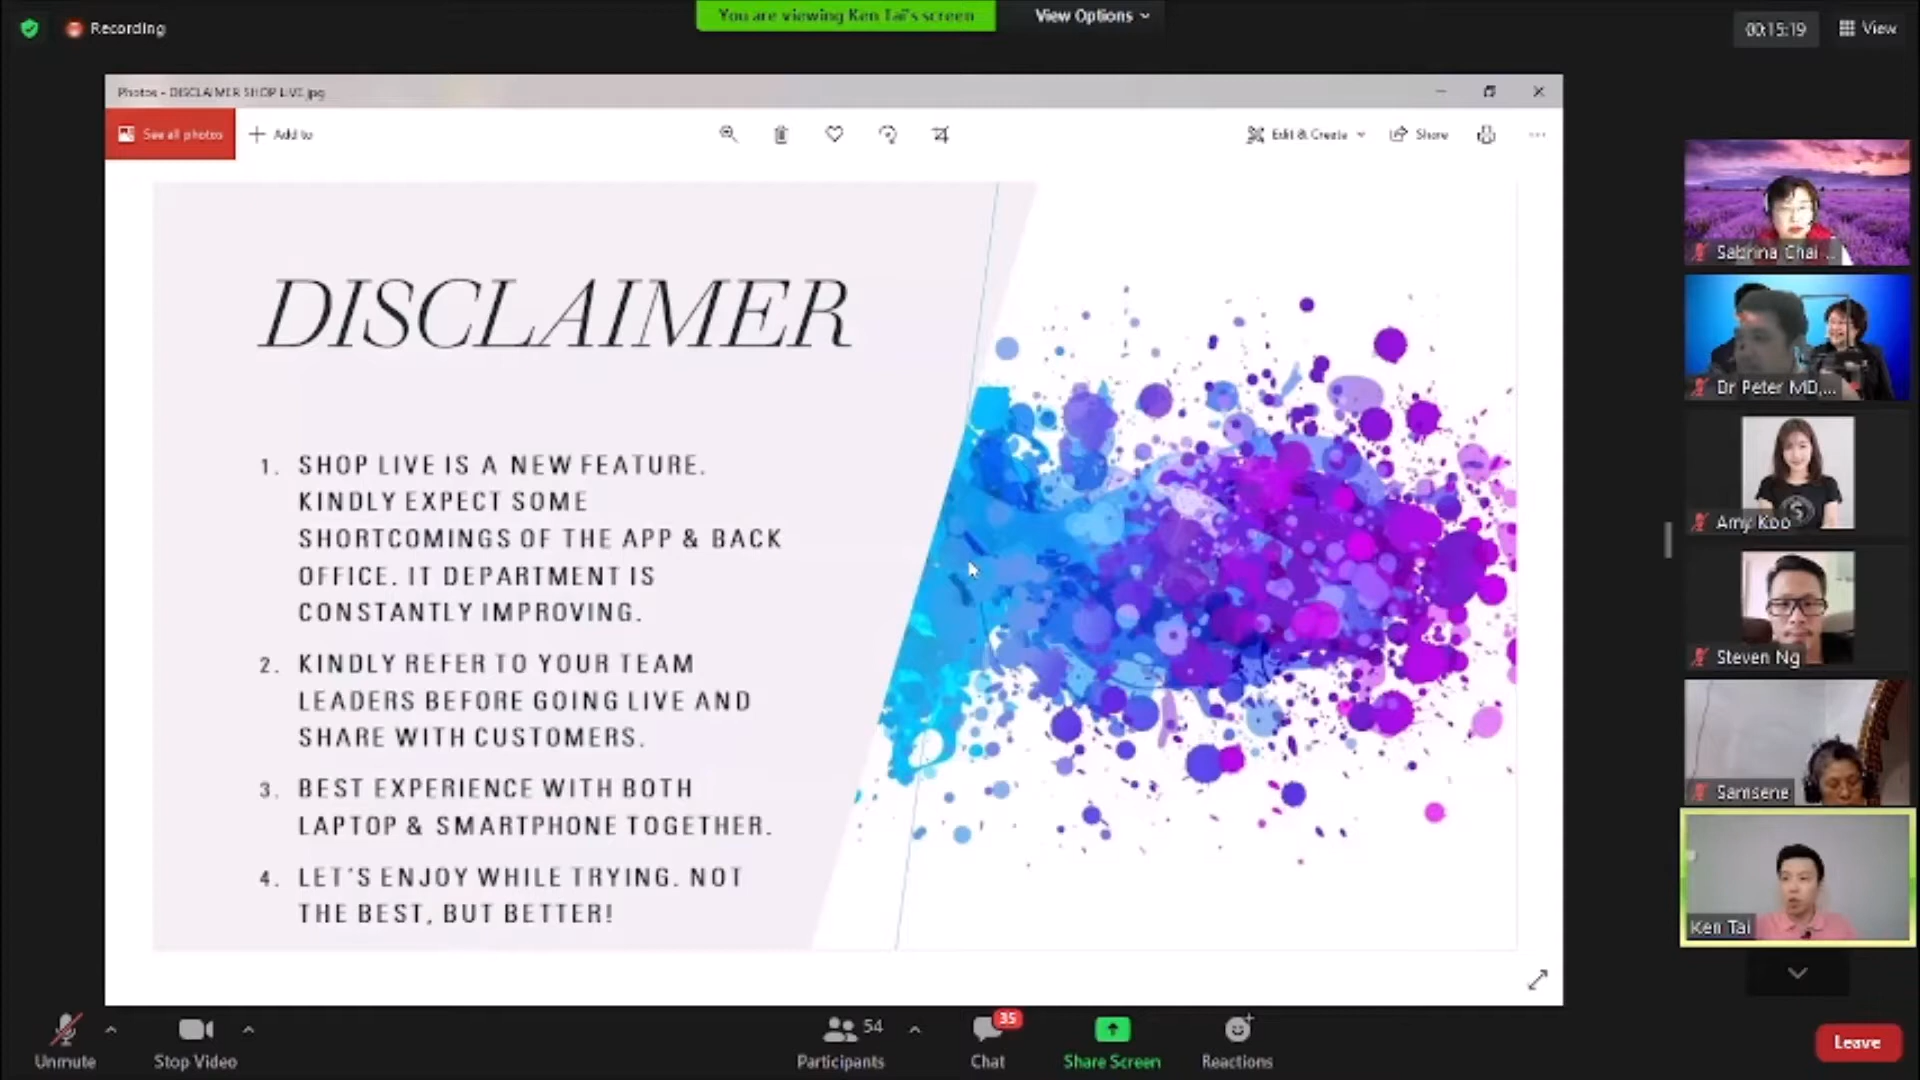 Recording
You are viewing Ken Tai's screen
View Options
00:15:19
View
Photos - DISCLAIMER SHOP LIVE.jpg
See all photos
Add to
Edit & Create
Share
DISCLAIMER
1. SHOP LIVE IS A NEW FEATURE.
KINDLY EXPECT SOME
SHORTCOMINGS OF THE APP & BACK
OFFICE. IT DEPARTMENT IS
CONSTANTLY IMPROVING.
2. KINDLY REFER TO YOUR TEAM
LEADERS BEFORE GOING LIVE AND
SHARE WITH CUSTOMERS.
3. BEST EXPERIENCE WITH BOTH
LAPTOP & SMARTPHONE TOGETHER.
4. LET'S ENJOY WHILE TRYING. NOT
THE BEST, BUT BETTER!
Sabrina Chai ...
Dr Peter MD,...
Amy Koo
Steven Ng
Samsene
Ken Tai
Unmute
Stop Video
54
Participants
35
Chat
Share Screen
Reactions
Leave